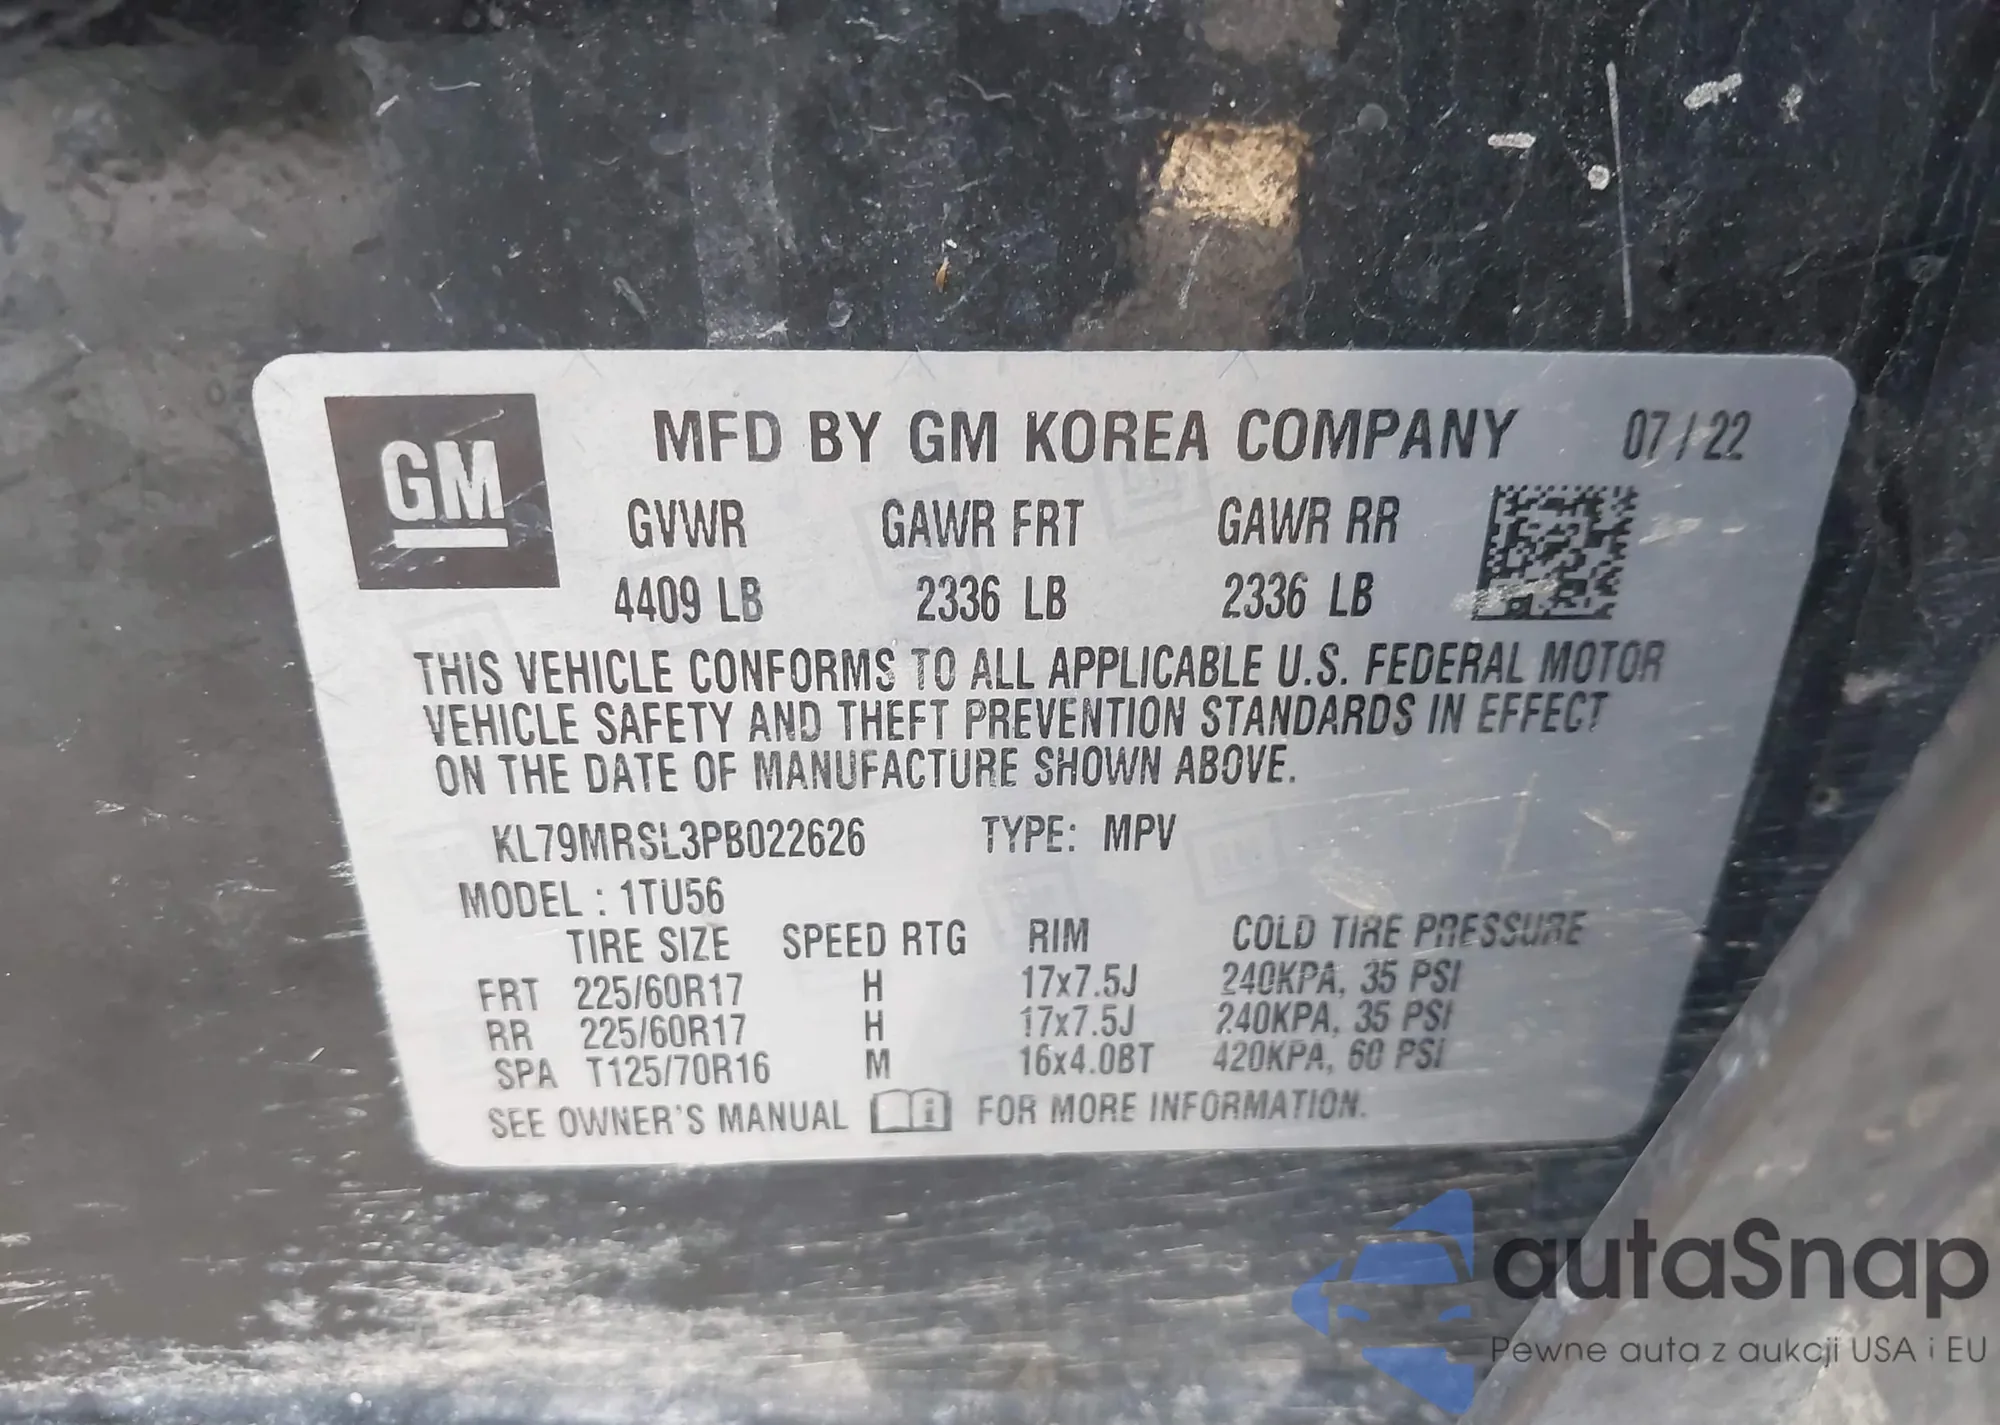 GM
MFD BY GM KOREA COMPANY 07/22
GVWR GAWR FRT GAWR RR
4409 LB 2336 LB 2336 LB
THIS VEHICLE CONFORMS TO ALL APPLICABLE U.S. FEDERAL MOTOR
VEHICLE SAFETY AND THEFT PREVENTION STANDARDS IN EFFECT
ON THE DATE OF MANUFACTURE SHOWN ABOVE.
KL79MRSL3PB022626 TYPE: MPV
MODEL : 1TU56
TIRE SIZE SPEED RTG RIM COLD TIRE PRESSURE
FRT 225/60R17 H 17x7.5J 240KPA, 35 PSI
RR 225/60R17 H 17x7.5J 240KPA, 35 PSI
SPA T125/70R16 M 16x4.0BT 420KPA, 60 PSI
SEE OWNER'S MANUAL FOR MORE INFORMATION.
autaSnap
Pewne auta z aukcji USA i EU